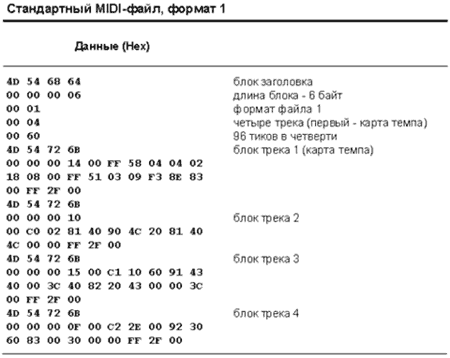 Стандартный MIDI-файл, формат 1
Данные (Hex)
4D 54 68 64 блок заголовка
00 00 00 06 длина блока - 6 байт
00 01 формат файла 1
00 04 четыре трека (первый - карта темпа)
00 60 96 тиков в четверти
4D 54 72 6B блок трека 1 (карта темпа)
00 00 00 14 00 FF 58 04 04 02
18 08 00 FF 51 03 09 F3 8E 83
00 FF 2F 00
4D 54 72 6B
00 00 00 10 блок трека 2
00 C0 02 81 40 90 4C 20 81 40
4C 00 00 FF 2F 00
4D 54 72 6B блок трека 3
00 00 00 15 00 C1 10 60 91 43
40 00 3C 40 82 20 43 00 00 3C
00 FF 2F 00
4D 54 72 6B блок трека 4
00 00 00 0F 00 C2 2E 00 92 30
60 83 00 30 00 00 FF 2F 00